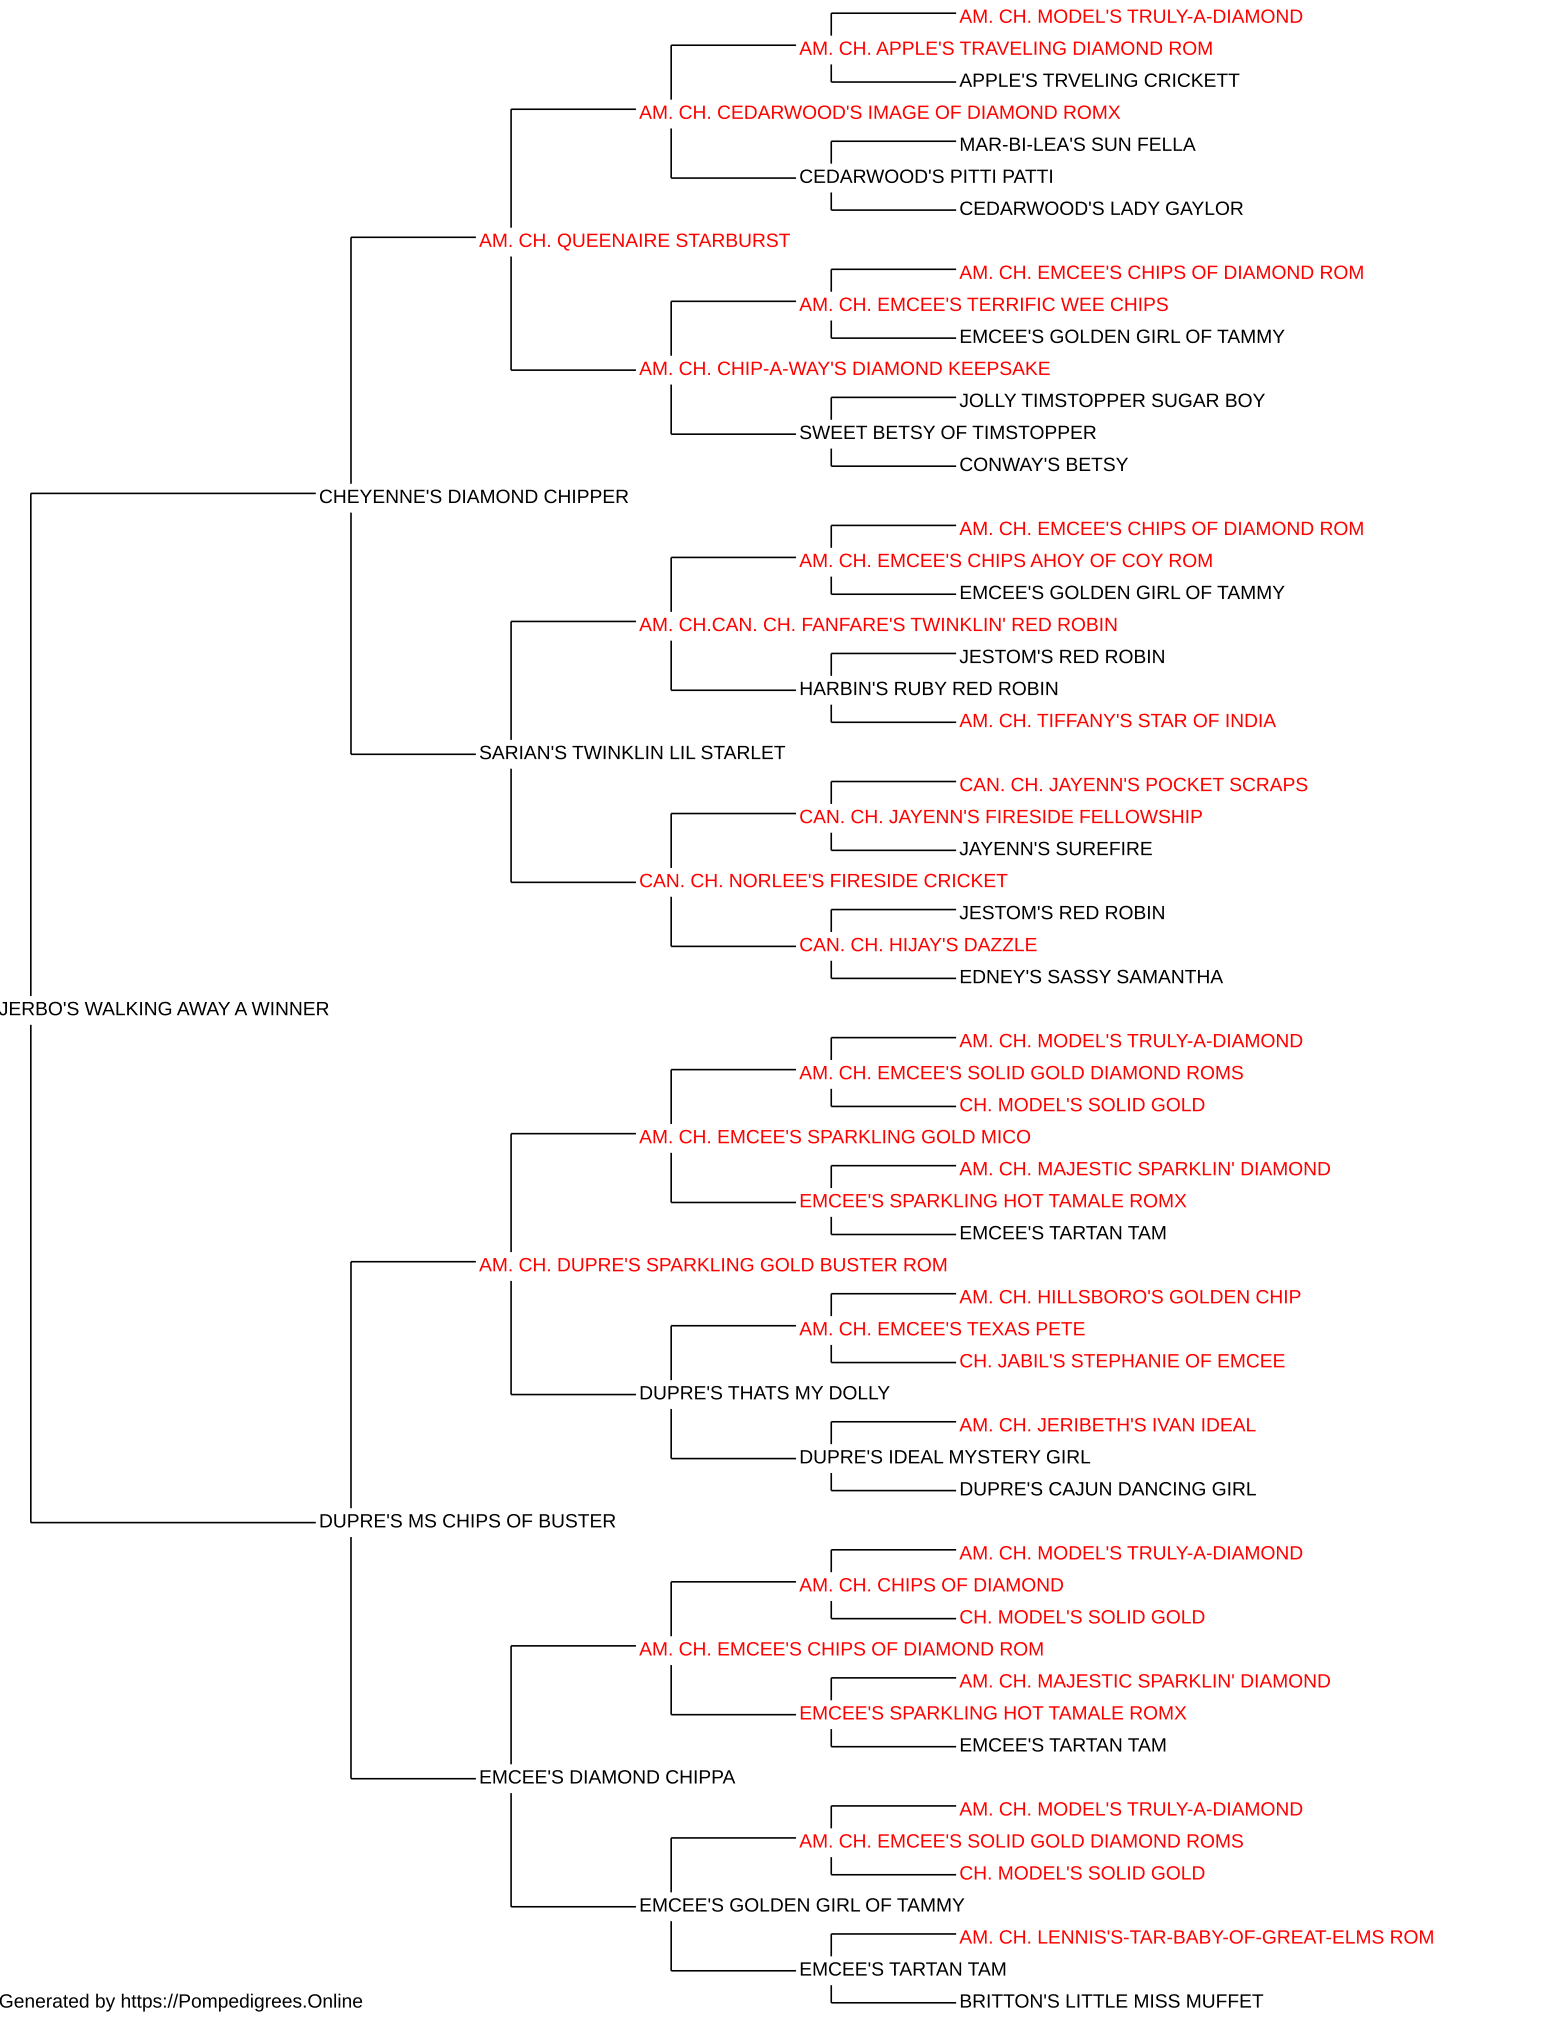 AM. CH. MODEL'S TRULY-A-DIAMOND
AM. CH. APPLE'S TRAVELING DIAMOND ROM
APPLE'S TRVELING CRICKETT
AM. CH. CEDARWOOD'S IMAGE OF DIAMOND ROMX
MAR-BI-LEA'S SUN FELLA
CEDARWOOD'S PITTI PATTI
CEDARWOOD'S LADY GAYLOR
AM. CH. QUEENAIRE STARBURST
AM. CH. EMCEE'S CHIPS OF DIAMOND ROM
AM. CH. EMCEE'S TERRIFIC WEE CHIPS
EMCEE'S GOLDEN GIRL OF TAMMY
AM. CH. CHIP-A-WAY'S DIAMOND KEEPSAKE
JOLLY TIMSTOPPER SUGAR BOY
SWEET BETSY OF TIMSTOPPER
CONWAY'S BETSY
CHEYENNE'S DIAMOND CHIPPER
AM. CH. EMCEE'S CHIPS OF DIAMOND ROM
AM. CH. EMCEE'S CHIPS AHOY OF COY ROM
EMCEE'S GOLDEN GIRL OF TAMMY
AM. CH.CAN. CH. FANFARE'S TWINKLIN' RED ROBIN
JESTOM'S RED ROBIN
HARBIN'S RUBY RED ROBIN
AM. CH. TIFFANY'S STAR OF INDIA
SARIAN'S TWINKLIN LIL STARLET
CAN. CH. JAYENN'S POCKET SCRAPS
CAN. CH. JAYENN'S FIRESIDE FELLOWSHIP
JAYENN'S SUREFIRE
CAN. CH. NORLEE'S FIRESIDE CRICKET
JESTOM'S RED ROBIN
CAN. CH. HIJAY'S DAZZLE
EDNEY'S SASSY SAMANTHA
JERBO'S WALKING AWAY A WINNER
AM. CH. MODEL'S TRULY-A-DIAMOND
AM. CH. EMCEE'S SOLID GOLD DIAMOND ROMS
CH. MODEL'S SOLID GOLD
AM. CH. EMCEE'S SPARKLING GOLD MICO
AM. CH. MAJESTIC SPARKLIN' DIAMOND
EMCEE'S SPARKLING HOT TAMALE ROMX
EMCEE'S TARTAN TAM
AM. CH. DUPRE'S SPARKLING GOLD BUSTER ROM
AM. CH. HILLSBORO'S GOLDEN CHIP
AM. CH. EMCEE'S TEXAS PETE
CH. JABIL'S STEPHANIE OF EMCEE
DUPRE'S THATS MY DOLLY
AM. CH. JERIBETH'S IVAN IDEAL
DUPRE'S IDEAL MYSTERY GIRL
DUPRE'S CAJUN DANCING GIRL
DUPRE'S MS CHIPS OF BUSTER
AM. CH. MODEL'S TRULY-A-DIAMOND
AM. CH. CHIPS OF DIAMOND
CH. MODEL'S SOLID GOLD
AM. CH. EMCEE'S CHIPS OF DIAMOND ROM
AM. CH. MAJESTIC SPARKLIN' DIAMOND
EMCEE'S SPARKLING HOT TAMALE ROMX
EMCEE'S TARTAN TAM
EMCEE'S DIAMOND CHIPPA
AM. CH. MODEL'S TRULY-A-DIAMOND
AM. CH. EMCEE'S SOLID GOLD DIAMOND ROMS
CH. MODEL'S SOLID GOLD
EMCEE'S GOLDEN GIRL OF TAMMY
AM. CH. LENNIS'S-TAR-BABY-OF-GREAT-ELMS ROM
EMCEE'S TARTAN TAM
BRITTON'S LITTLE MISS MUFFET
Generated by https://Pompedigrees.Online